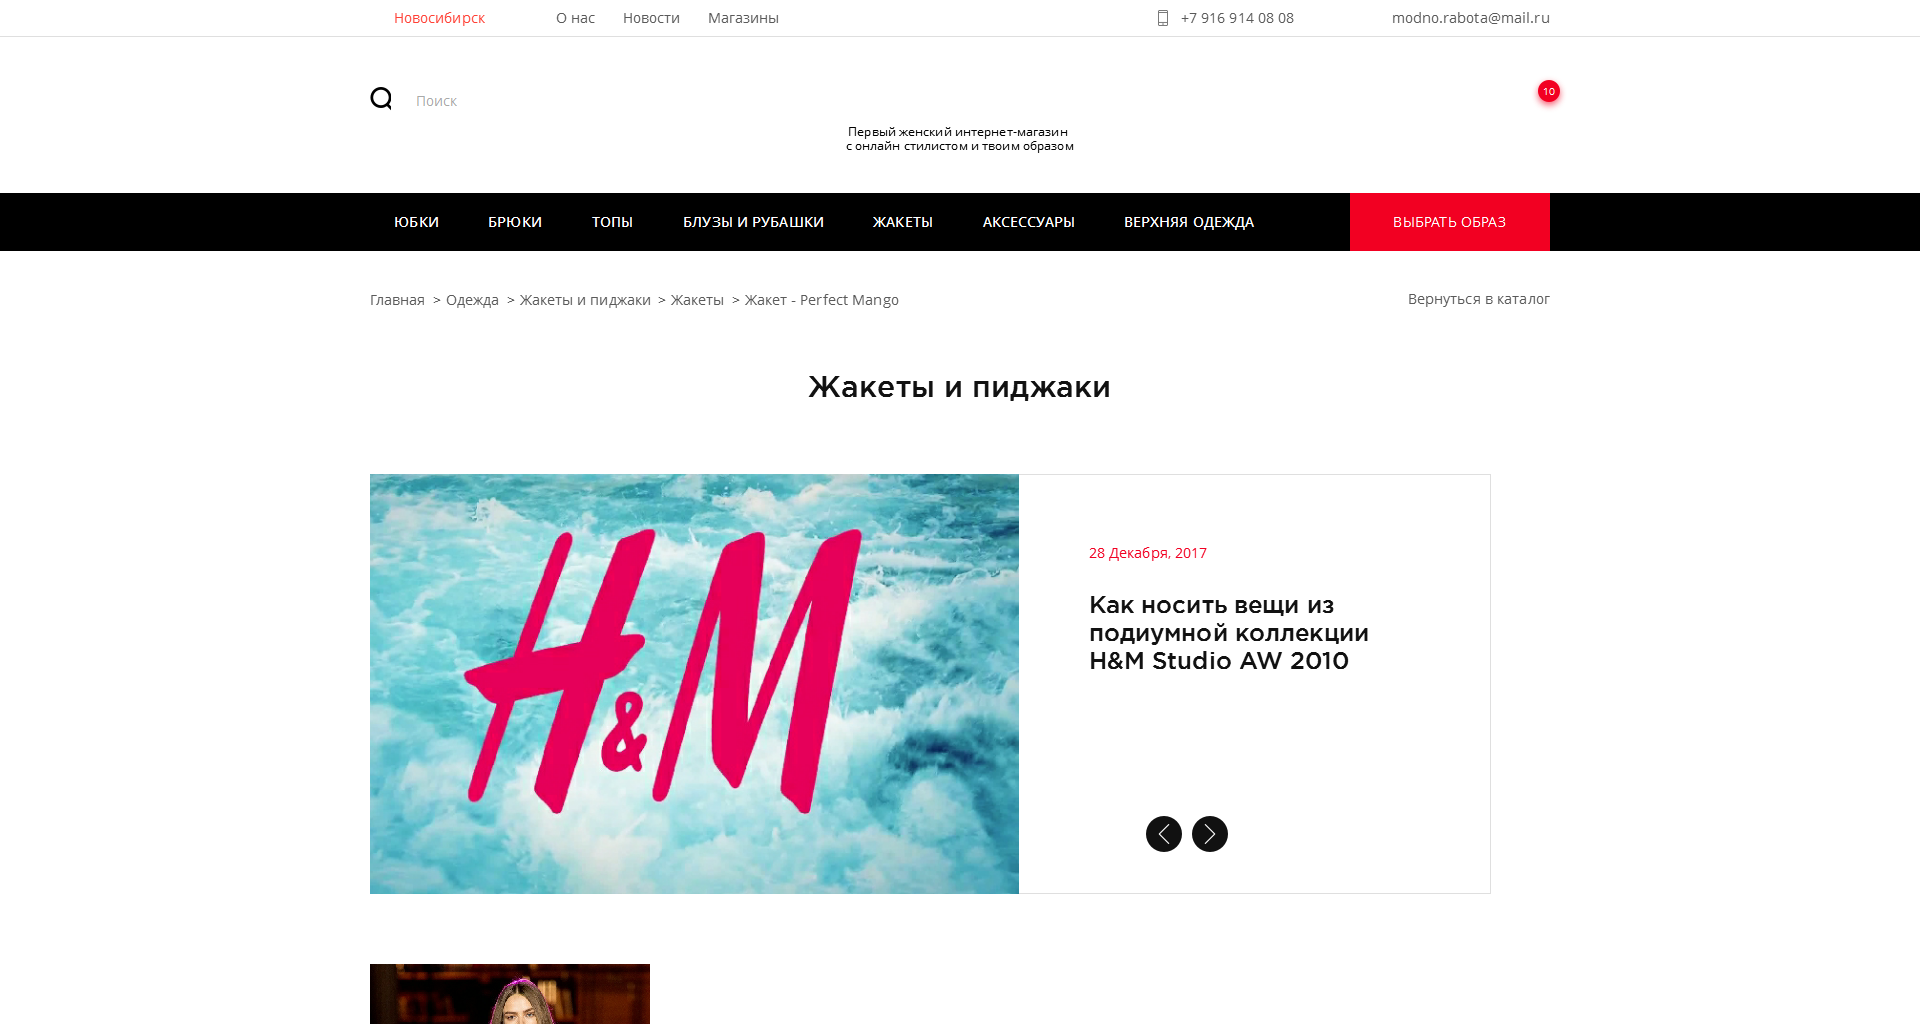 Новосибирск
О нас
Новости
Магазины
+7 916 914 08 08
modno.rabota@mail.ru
Поиск
10
Первый женский интернет-магазин
с онлайн стилистом и твоим образом
ЮБКИ
БРЮКИ
ТОПЫ
БЛУЗЫ И РУБАШКИ
ЖАКЕТЫ
АКСЕССУАРЫ
ВЕРХНЯЯ ОДЕЖДА
ВЫБРАТЬ ОБРАЗ
Главная > Одежда > Жакеты и пиджаки > Жакеты > Жакет - Perfect Mango
Вернуться в каталог
Жакеты и пиджаки
H&M
28 Декабря, 2017
Как носить вещи из
подиумной коллекции
H&M Studio AW 2010